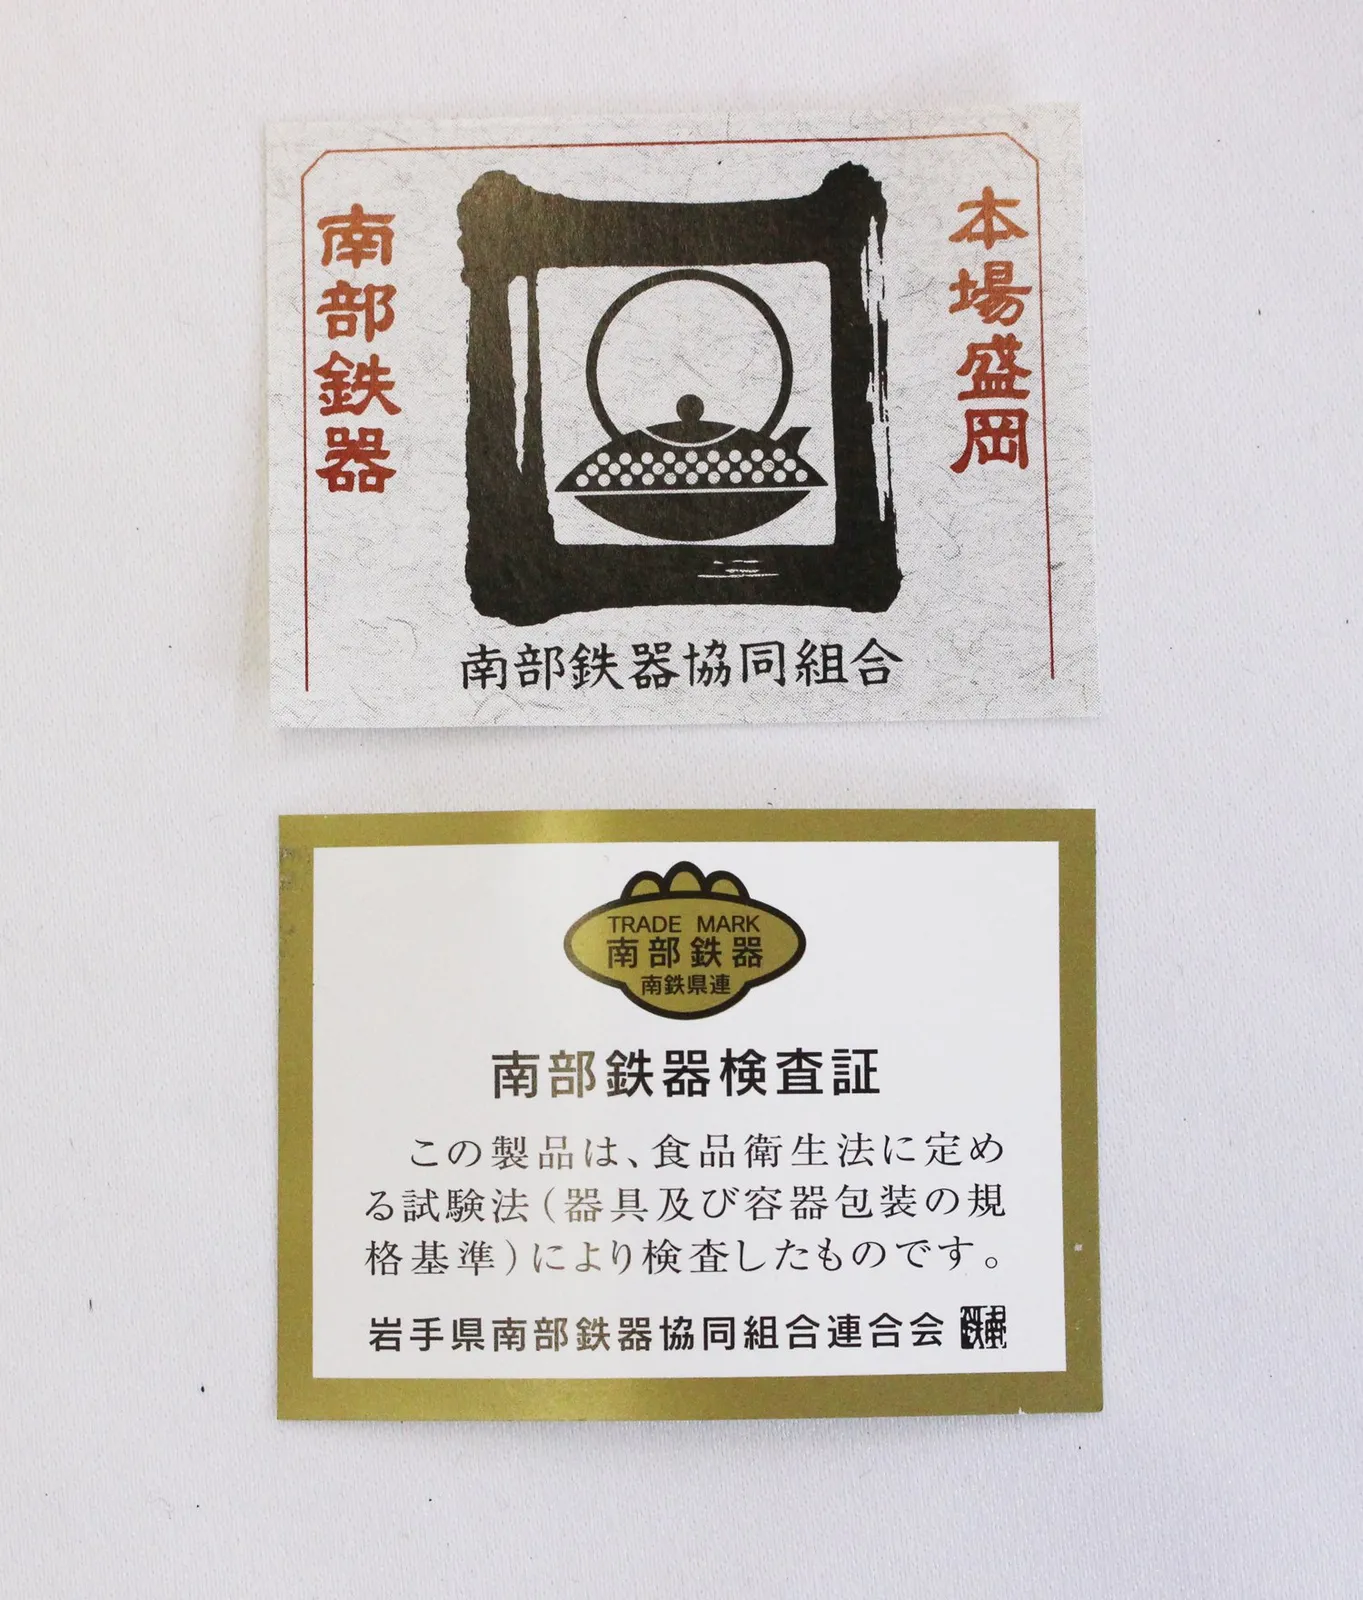 本場盛岡
南部鉄器
南部鉄器協同組合
TRADE MARK
南部鉄器
南鉄県連
南部鉄器検査証
この製品は、食品衛生法に定め
る試験法(器具及び容器包装の規
格基準)により検査したものです。
岩手県南部鉄器協同組合連合会